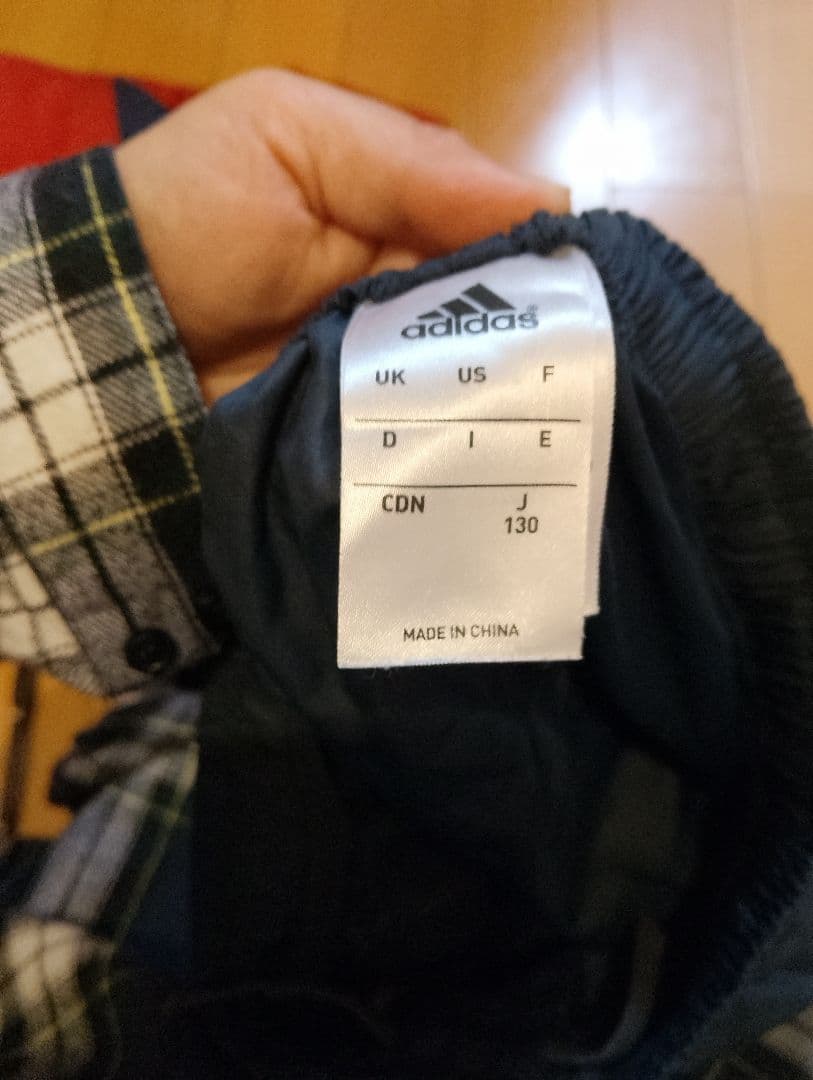 adidas
UK US F
D I E
CDN J
130
MADE IN CHINA